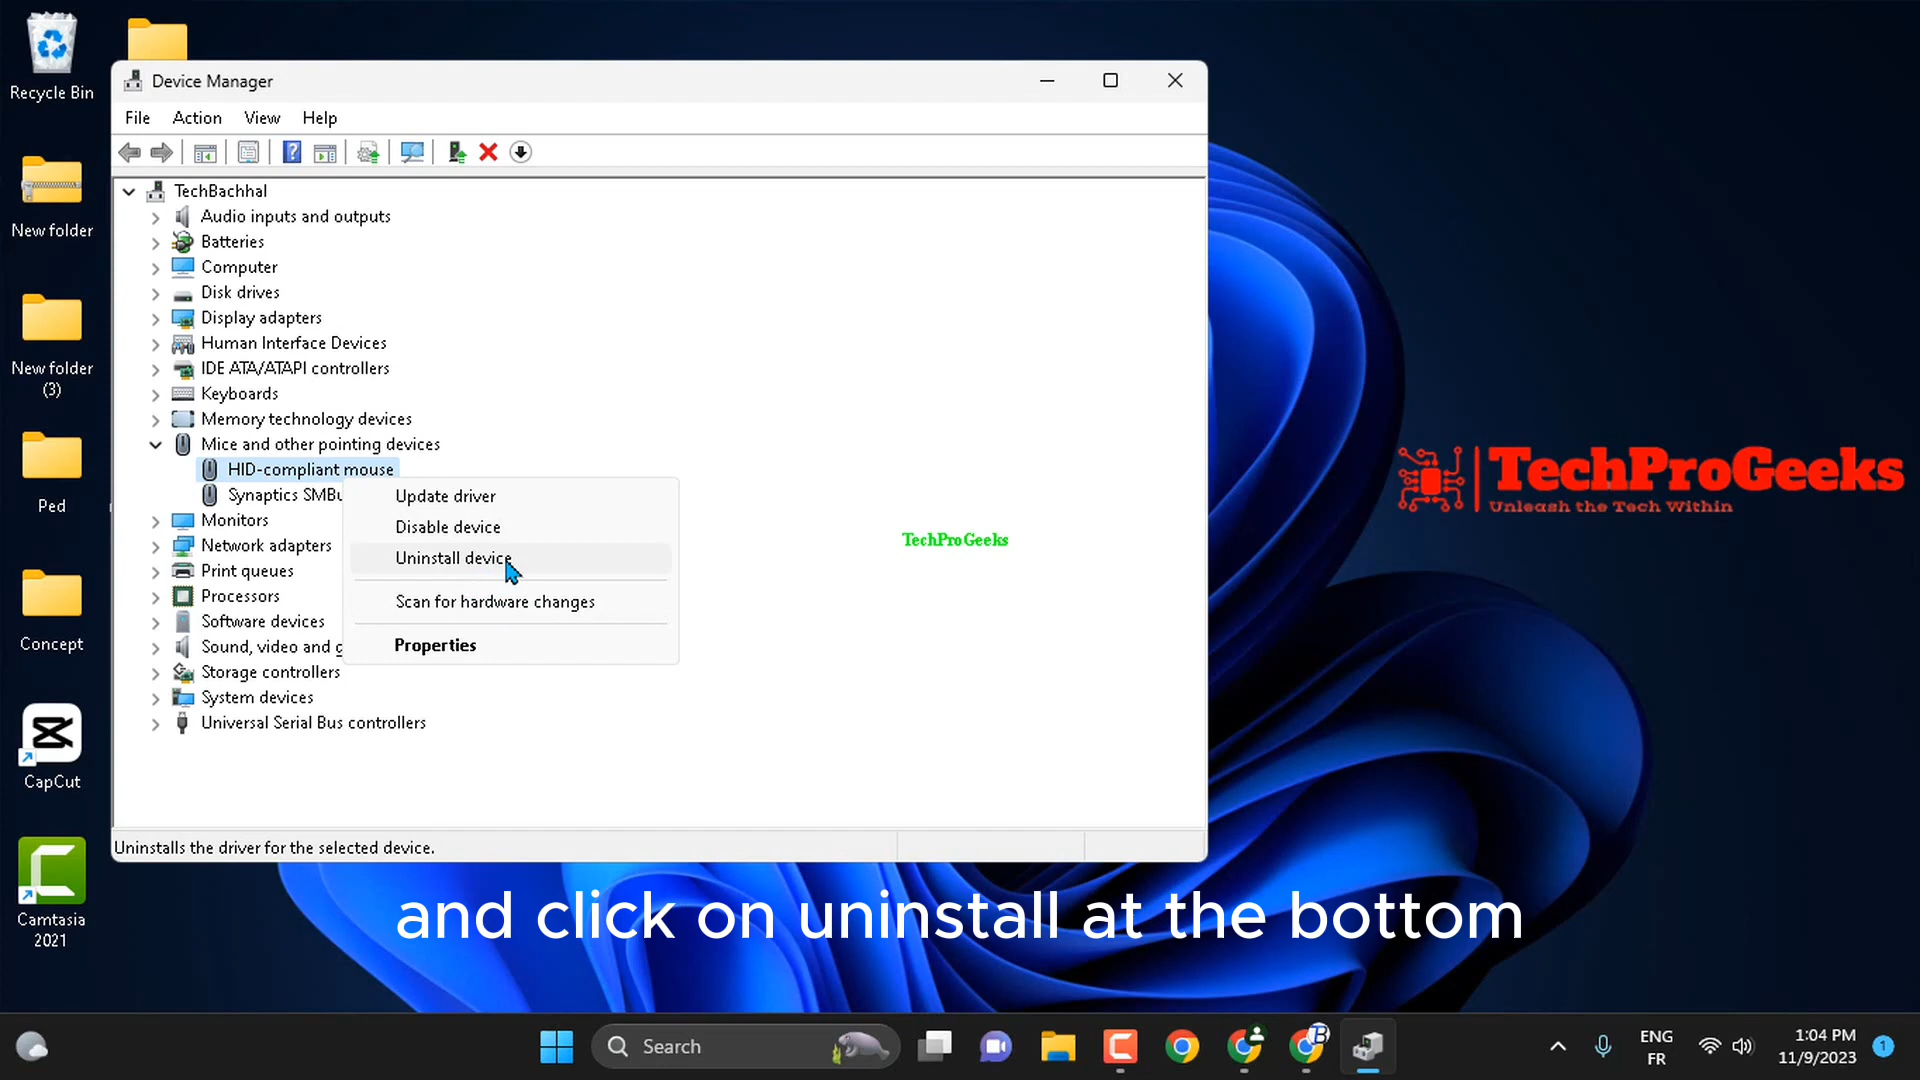 Recycle Bin
New folder
New folder
(3)
Ped
Concept
CapCut
Camtasia
2021
Device Manager
File Action View Help
TechBachhal
Audio inputs and outputs
Batteries
Computer
Disk drives
Display adapters
Human Interface Devices
IDE ATA/ATAPI controllers
Keyboards
Memory technology devices
Mice and other pointing devices
HID-compliant mouse
Synaptics SMBu
Monitors
Network adapters
Print queues
Processors
Software devices
Sound, video and g
Storage controllers
System devices
Universal Serial Bus controllers
Update driver
Disable device
Uninstall device
Scan for hardware changes
Properties
Uninstalls the driver for the selected device.
TechProGeeks
TechProGeeks
Unleash the Tech Within
and click on uninstall at the bottom
Search
ENG
FR
1:04 PM
11/9/2023
1